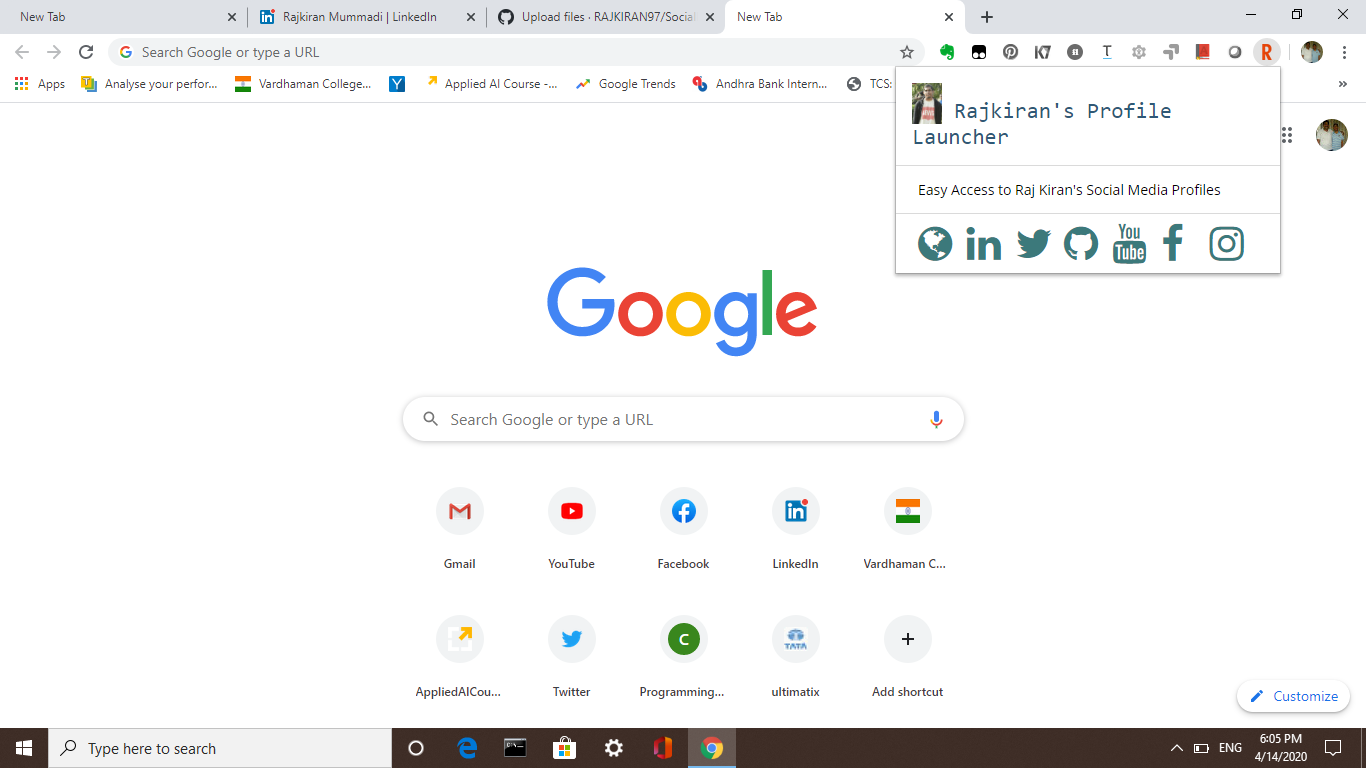 New Tab
Rajkiran Mummadi | LinkedIn
Upload files · RAJKIRAN97/Social
New Tab
Search Google or type a URL
Apps
Analyse your perfor...
Vardhaman College...
Applied AI Course -...
Google Trends
Andhra Bank Intern...
TCS:
Rajkiran's Profile
Launcher
Easy Access to Raj Kiran's Social Media Profiles
You
Tube
Google
Search Google or type a URL
Gmail
YouTube
Facebook
LinkedIn
Vardhaman C...
AppliedAICou...
Twitter
Programming...
ultimatix
Add shortcut
Customize
Type here to search
ENG
6:05 PM
4/14/2020